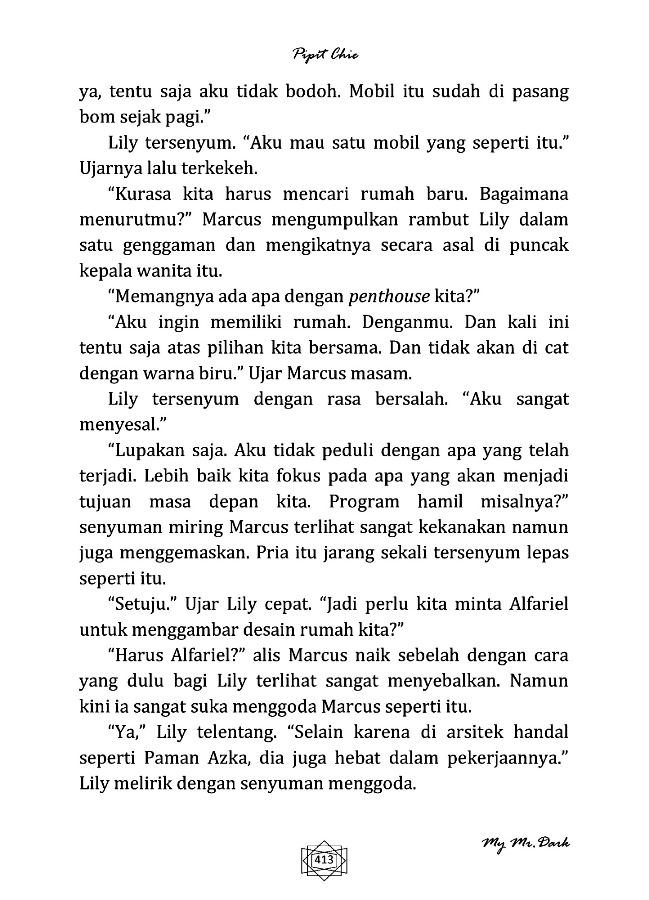 Pipit Chie
ya, tentu saja aku tidak bodoh. Mobil itu sudah di pasang
bom sejak pagi.”
Lily tersenyum. “Aku mau satu mobil yang seperti itu.”
Ujarnya lalu terkekeh.
“Kurasa kita harus mencari rumah baru. Bagaimana
menurutmu?” Marcus mengumpulkan rambut Lily dalam
satu genggaman dan mengikatnya secara asal di puncak
kepala wanita itu.
“Memangnya ada apa dengan penthouse kita?”
“Aku ingin memiliki rumah. Denganmu. Dan kali ini
tentu saja atas pilihan kita bersama. Dan tidak akan di cat
dengan warna biru.” Ujar Marcus masam.
Lily tersenyum dengan rasa bersalah. “Aku sangat
menyesal.”
“Lupakan saja. Aku tidak peduli dengan apa yang telah
terjadi. Lebih baik kita fokus pada apa yang akan menjadi
tujuan masa depan kita. Program hamil misalnya?”
senyuman miring Marcus terlihat sangat kekanakan namun
juga menggemaskan. Pria itu jarang sekali tersenyum lepas
seperti itu.
“Setuju.” Ujar Lily cepat. “Jadi perlu kita minta Alfariel
untuk menggambar desain rumah kita?”
“Harus Alfariel?” alis Marcus naik sebelah dengan cara
yang dulu bagi Lily terlihat sangat menyebalkan. Namun
kini ia sangat suka menggoda Marcus seperti itu.
“Ya,” Lily telentang. “Selain karena di arsitek handal
seperti Paman Azka, dia juga hebat dalam pekerjaannya.”
Lily melirik dengan senyuman menggoda.
My Mr. Dark
413